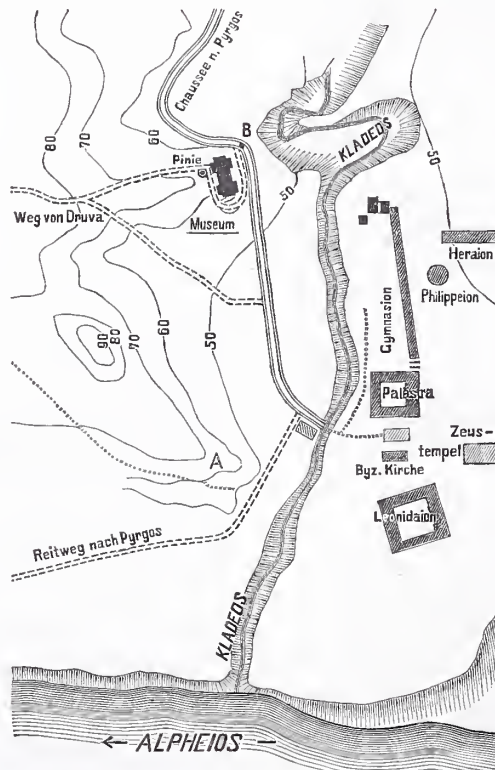 Chaussee n. Pyrgos
80
70
60
B
Pinie
KLADEOS
50
50
Museum
Weg von Druva
Heraion
Philippeion
Gymnasion
90
80
70
60
50
Palästra
Zeus-
tempel
Byz. Kirche
A
Leonidaion
Reitweg nach Pyrgos
KLADEOS
← ALPHEIOS –